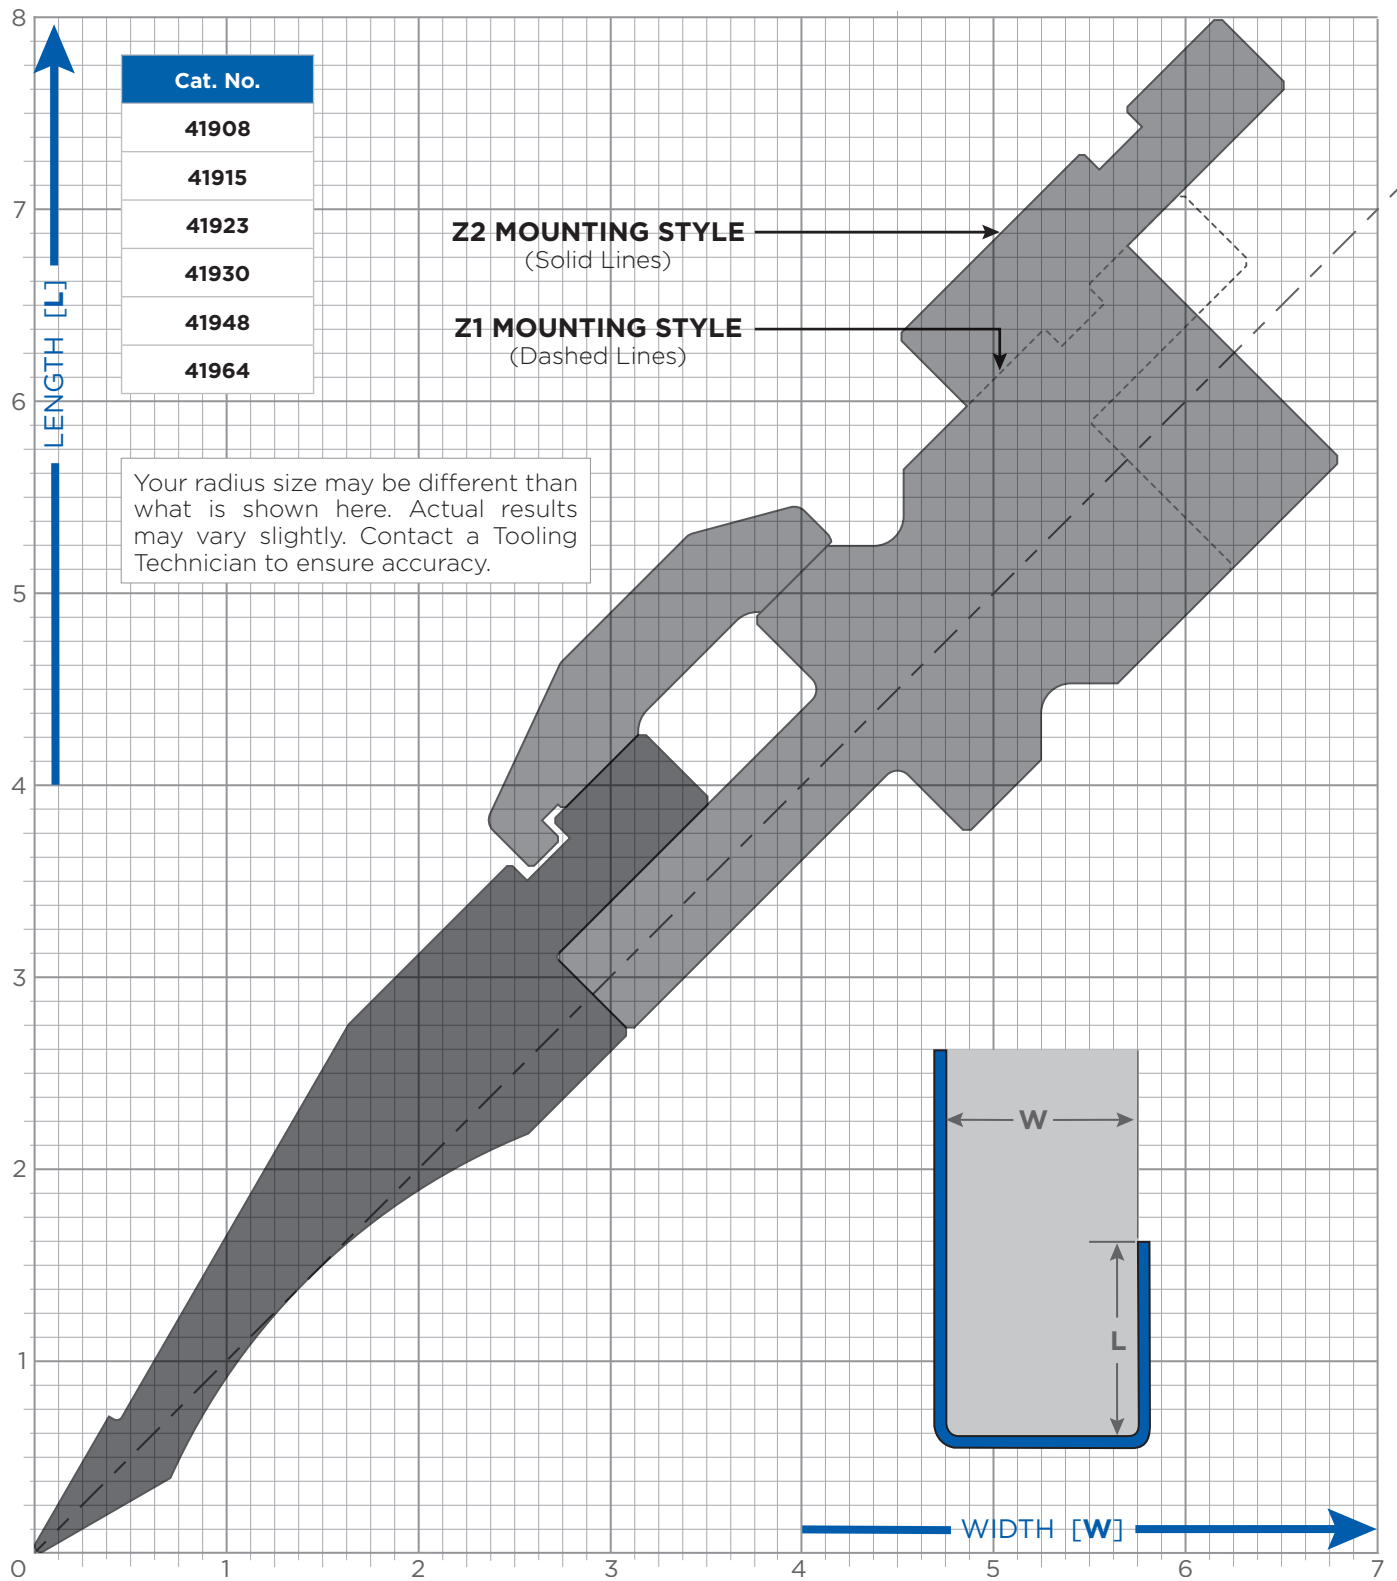 8
Cat. No.
41908
41915
41923
41930
41948
41964
7
6
5
4
3
2
1
0
LENGTH [L]
Z2 MOUNTING STYLE
(Solid Lines)
Z1 MOUNTING STYLE
(Dashed Lines)
Your radius size may be different than
what is shown here. Actual results
may vary slightly. Contact a Tooling
Technician to ensure accuracy.
W
L
WIDTH [W]
1
2
3
4
5
6
7